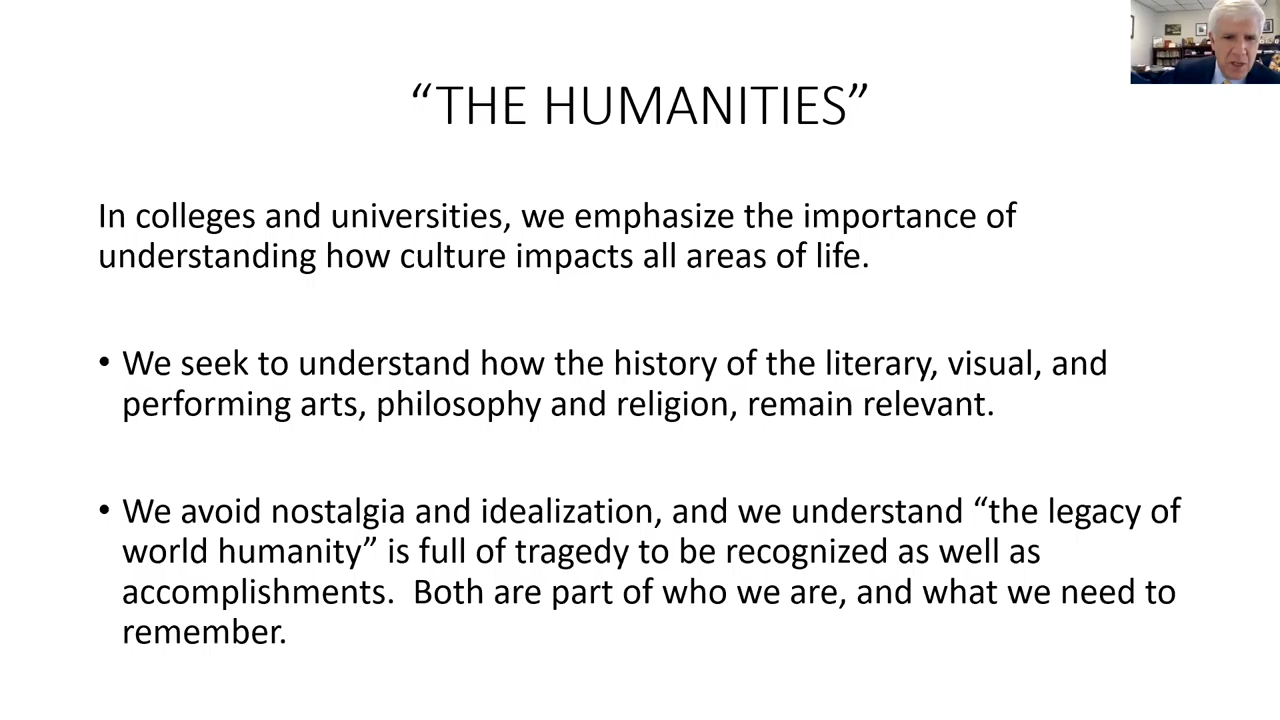 “THE HUMANITIES”
In colleges and universities, we emphasize the importance of
understanding how culture impacts all areas of life.
• We seek to understand how the history of the literary, visual, and
performing arts, philosophy and religion, remain relevant.
• We avoid nostalgia and idealization, and we understand “the legacy of
world humanity” is full of tragedy to be recognized as well as
accomplishments.  Both are part of who we are, and what we need to
remember.